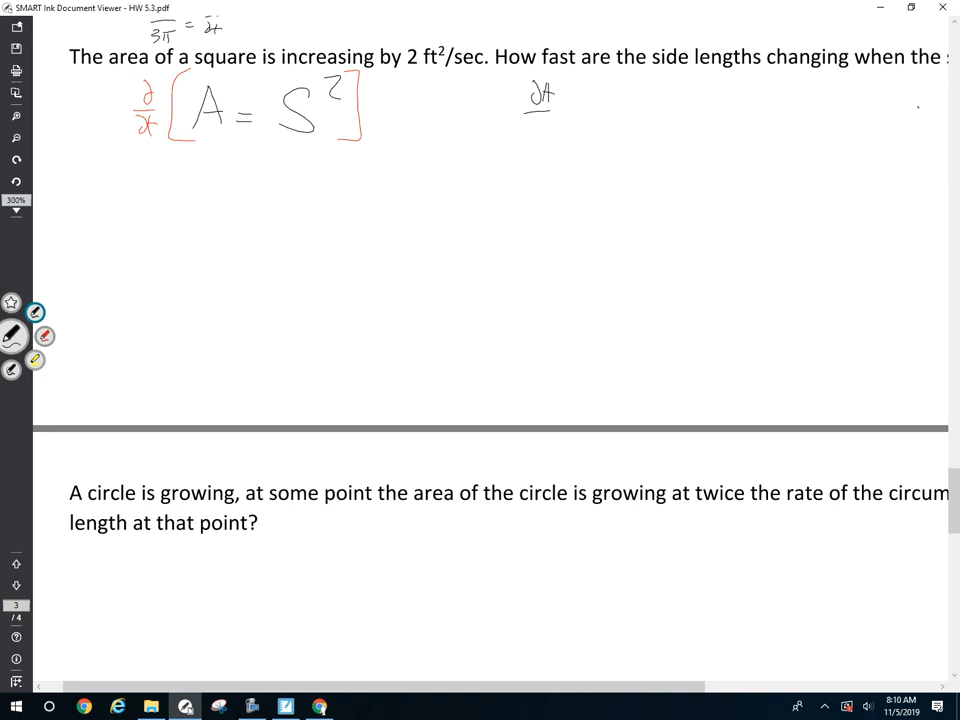 SMART Ink Document Viewer - HW 5.3.pdf
3π =
The area of a square is increasing by 2 ft²/sec. How fast are the side lengths changing when the
∂/∂t [A = S²]
∂A
300%
A circle is growing, at some point the area of the circle is growing at twice the rate of the circum
length at that point?
3
/ 4
8:10 AM
11/5/2019